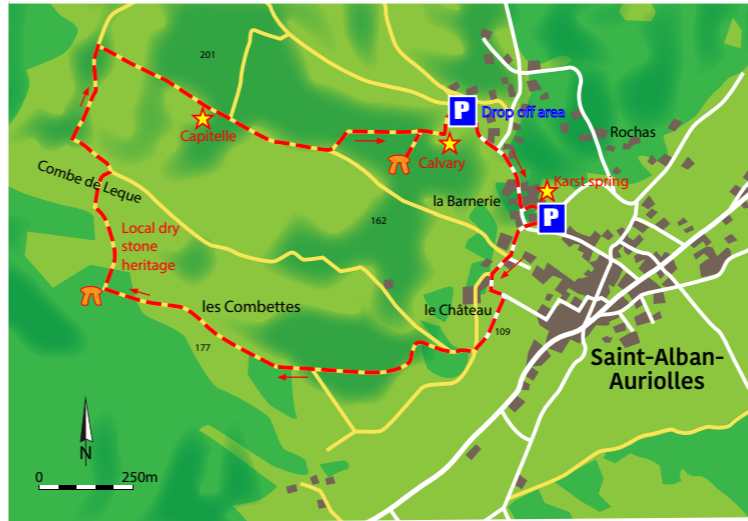 201
P
Drop off area
Rochas
Capitelle
Calvary
Karst spring
Combe de Leque
la Barnerie
P
162
Local dry
stone
heritage
les Combettes
le Château
109
177
Saint-Alban-
Auriolles
N
0 250m